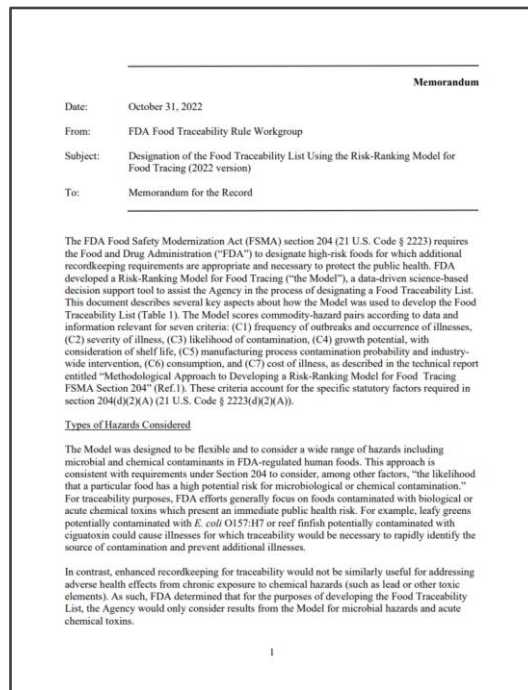 Memorandum
Date: October 31, 2022
From: FDA Food Traceability Rule Workgroup
Subject: Designation of the Food Traceability List Using the Risk-Ranking Model for
Food Tracing (2022 version)
To: Memorandum for the Record
The FDA Food Safety Modernization Act (FSMA) section 204 (21 U.S. Code § 2223) requires
the Food and Drug Administration (“FDA”) to designate high-risk foods for which additional
recordkeeping requirements are appropriate and necessary to protect the public health. FDA
developed a Risk-Ranking Model for Food Tracing (“the Model”), a data-driven science-based
decision support tool to assist the Agency in the process of designating a Food Traceability List.
This document describes several key aspects about how the Model was used to develop the Food
Traceability List (Table 1). The Model scores commodity-hazard pairs according to data and
information relevant for seven criteria: (C1) frequency of outbreaks and occurrence of illnesses,
(C2) severity of illness, (C3) likelihood of contamination, (C4) growth potential, with
consideration of shelf life, (C5) manufacturing process contamination probability and industry-
wide intervention, (C6) consumption, and (C7) cost of illness, as described in the technical report
entitled “Methodological Approach to Developing a Risk-Ranking Model for Food Tracing
FSMA Section 204” (Ref.1). These criteria account for the specific statutory factors required in
section 204(d)(2)(A) (21 U.S. Code § 2223(d)(2)(A)).
Types of Hazards Considered
The Model was designed to be flexible and to consider a wide range of hazards including
microbial and chemical contaminants in FDA-regulated human foods. This approach is
consistent with requirements under Section 204 to consider, among other factors, “the likelihood
that a particular food has a high potential risk for microbiological or chemical contamination.”
For traceability purposes, FDA efforts generally focus on foods contaminated with biological or
acute chemical toxins which present an immediate public health risk. For example, leafy greens
potentially contaminated with E. coli O157:H7 or reef finfish potentially contaminated with
ciguatoxin could cause illnesses for which traceability would be necessary to rapidly identify the
source of contamination and prevent additional illnesses.
In contrast, enhanced recordkeeping for traceability would not be similarly useful for addressing
adverse health effects from chronic exposure to chemical hazards (such as lead or other toxic
elements). As such, FDA determined that for the purposes of developing the Food Traceability
List, the Agency would only consider results from the Model for microbial hazards and acute
chemical toxins.
1